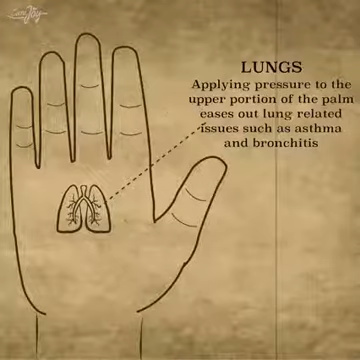 CureJoy
LUNGS
Applying pressure to the
upper portion of the palm
eases out lung related
issues such as asthma
and bronchitis